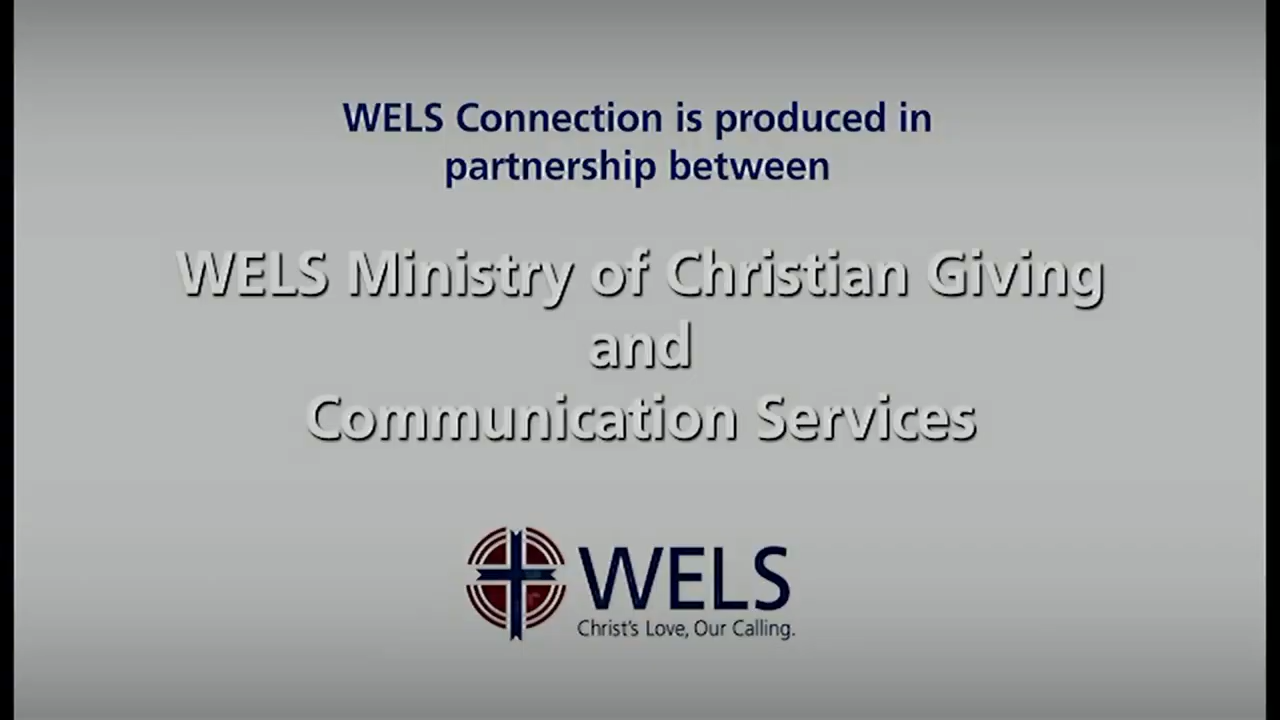 WELS Connection is produced in
partnership between
WELS Ministry of Christian Giving
and
Communication Services
WELS
Christ's Love, Our Calling.